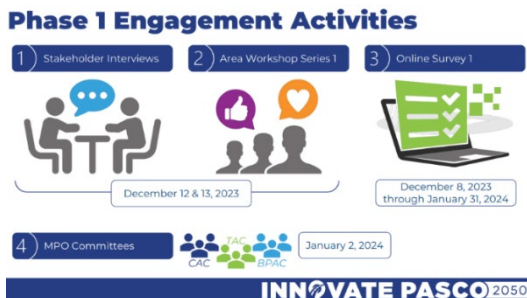 Phase 1 Engagement Activities
1 Stakeholder Interviews
2 Area Workshop Series 1
3 Online Survey 1
December 12 & 13, 2023
December 8, 2023
through January 31, 2024
4 MPO Committees
CAC
TAC
BPAC
January 2, 2024
INNOVATE PASCO 2050